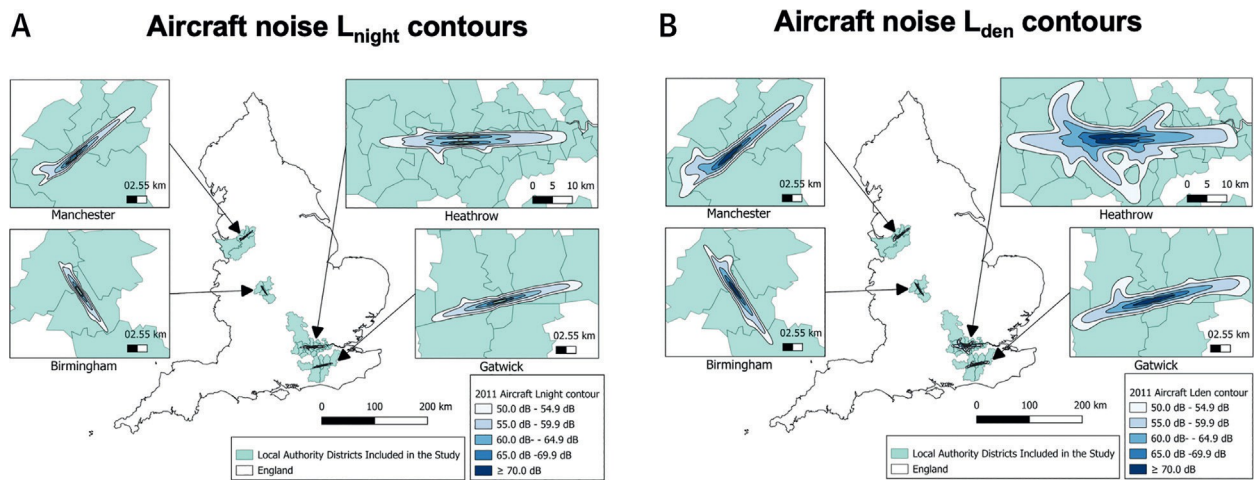 A
Aircraft noise Lnight contours
02.55 km
Manchester
0 5 10 km
Heathrow
02.55 km
Birmingham
02.55 km
Gatwick
0 100 200 km
2011 Aircraft Lnight contour
50.0 dB - 54.9 dB
55.0 dB - 59.9 dB
60.0 dB- - 64.9 dB
65.0 dB -69.9 dB
≥ 70.0 dB
Local Authority Districts Included in the Study
England
B
Aircraft noise Lden contours
02.55 km
Manchester
0 5 10 km
Heathrow
02.55 km
Birmingham
02.55 km
Gatwick
0 100 200 km
2011 Aircraft Lden contour
50.0 dB - 54.9 dB
55.0 dB - 59.9 dB
60.0 dB- - 64.9 dB
65.0 dB -69.9 dB
≥ 70.0 dB
Local Authority Districts Included in the Study
England